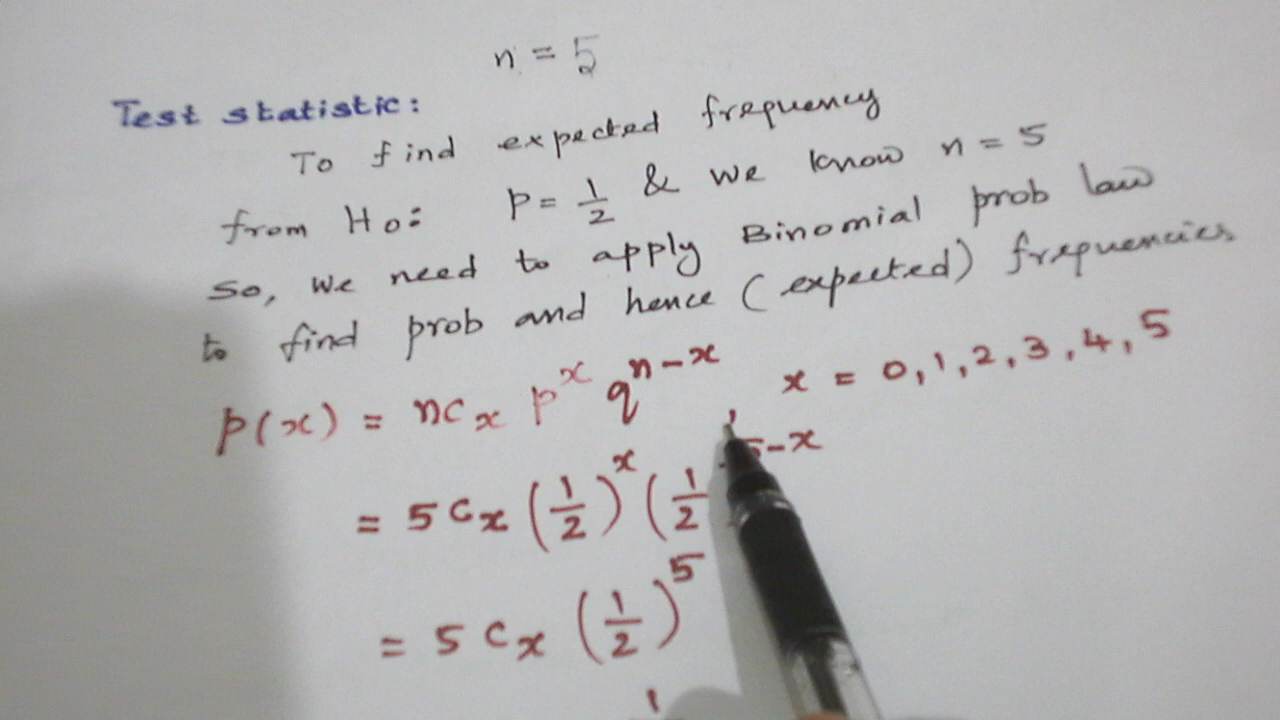 n = 5
Test statistic:
To find expected frequency
from Ho: p = 1/2 & we know n = 5
So, we need to apply Binomial prob law
to find prob and hence (expected) frequencies
p(x) = nCx p^x q^(n-x) x = 0, 1, 2, 3, 4, 5
= 5Cx (1/2)^x (1/2 5-x
= 5Cx (1/2)^5
1